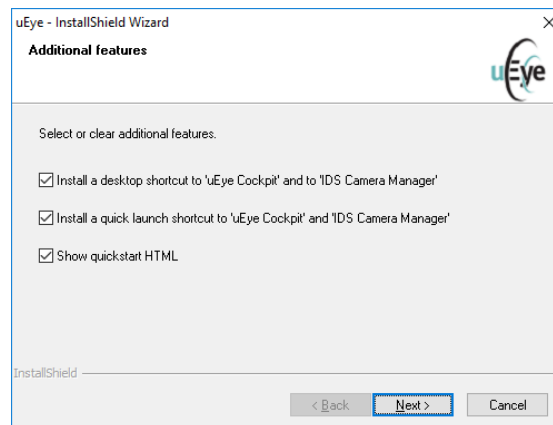 uEye - InstallShield Wizard
Additional features
uEye
Select or clear additional features.
Install a desktop shortcut to 'uEye Cockpit' and to 'IDS Camera Manager'
Install a quick launch shortcut to 'uEye Cockpit' and 'IDS Camera Manager'
Show quickstart HTML
InstallShield
< Back Next > Cancel